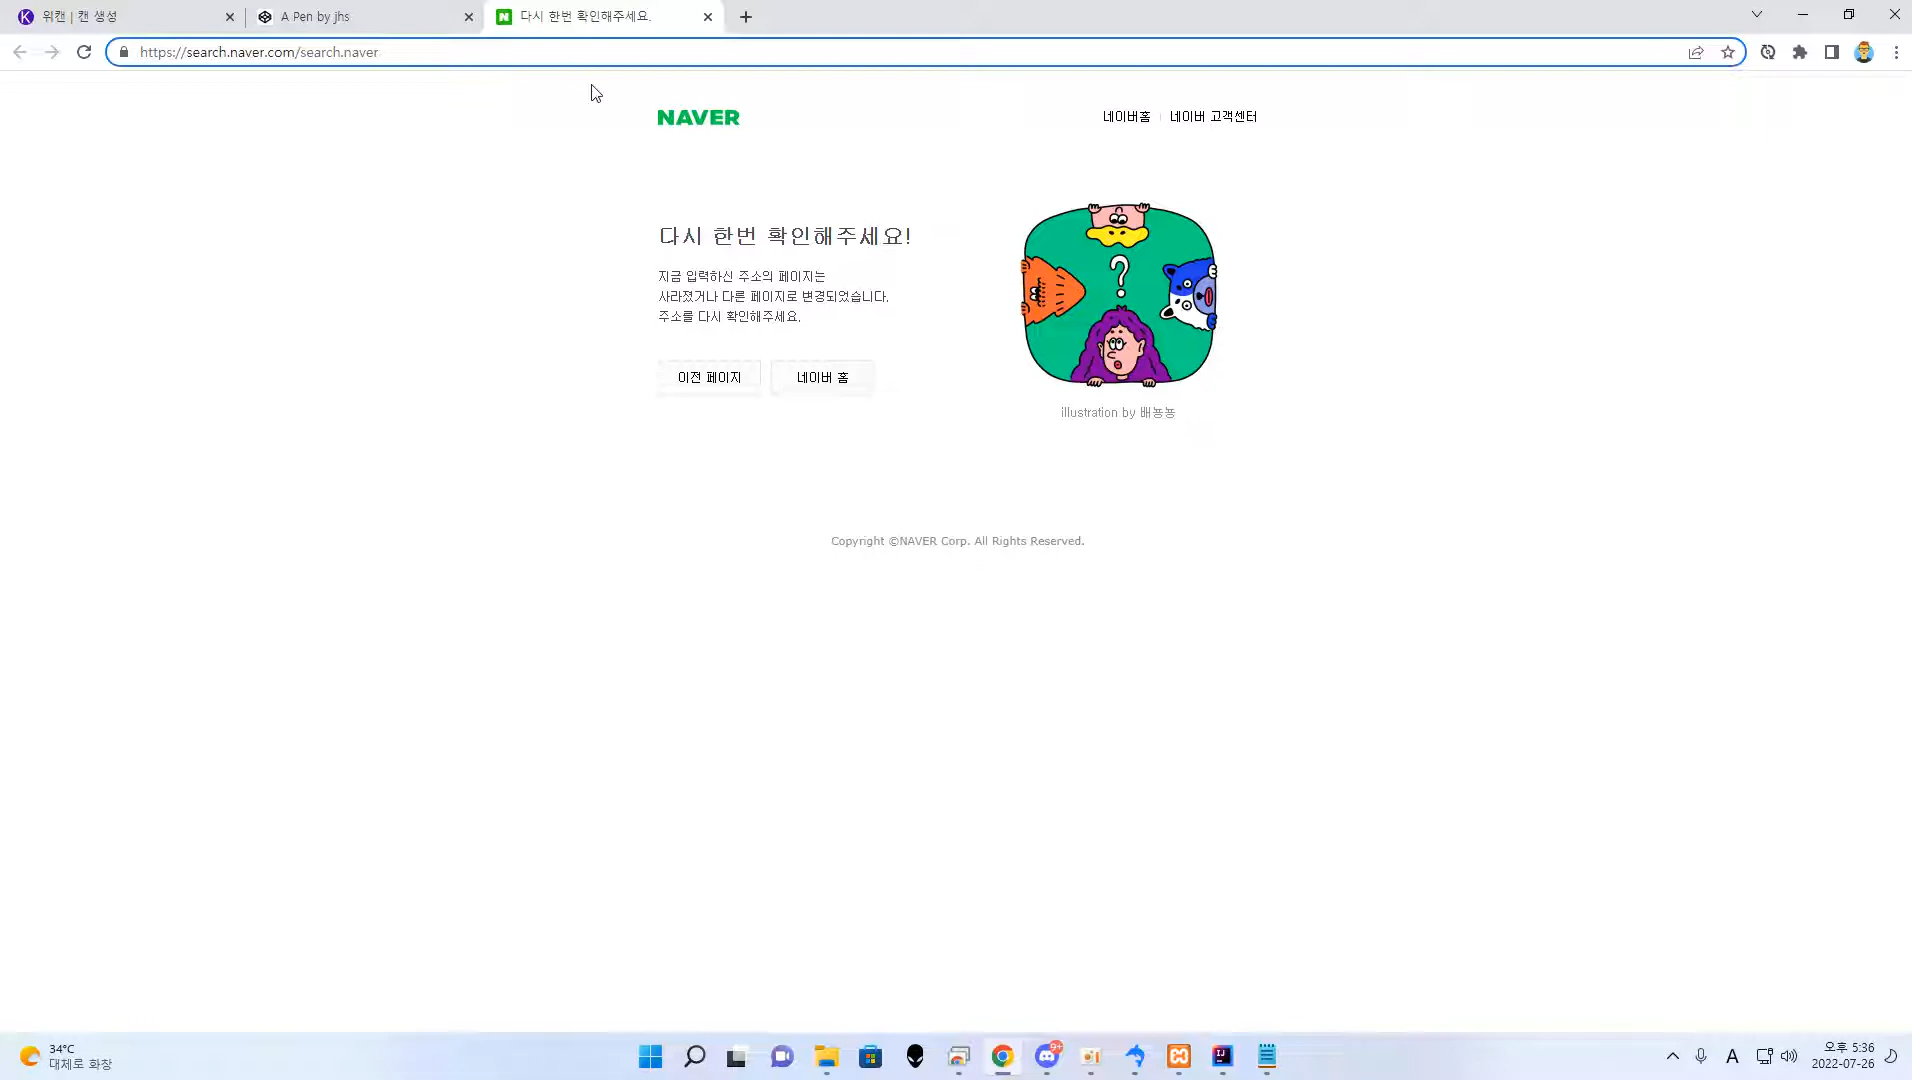 위캔 | 캔 생성
A Pen by jhs
다시 한번 확인해주세요.
https://search.naver.com/search.naver
NAVER
네이버홈
네이버 고객센터
다시 한번 확인해주세요!
지금 입력하신 주소의 페이지는
사라졌거나 다른 페이지로 변경되었습니다.
주소를 다시 확인해주세요.
이전 페이지
네이버 홈
?
illustration by 배뇽뇽
Copyright ©NAVER Corp. All Rights Reserved.
34°C
대체로 화창
9+
A
오후 5:36
2022-07-26